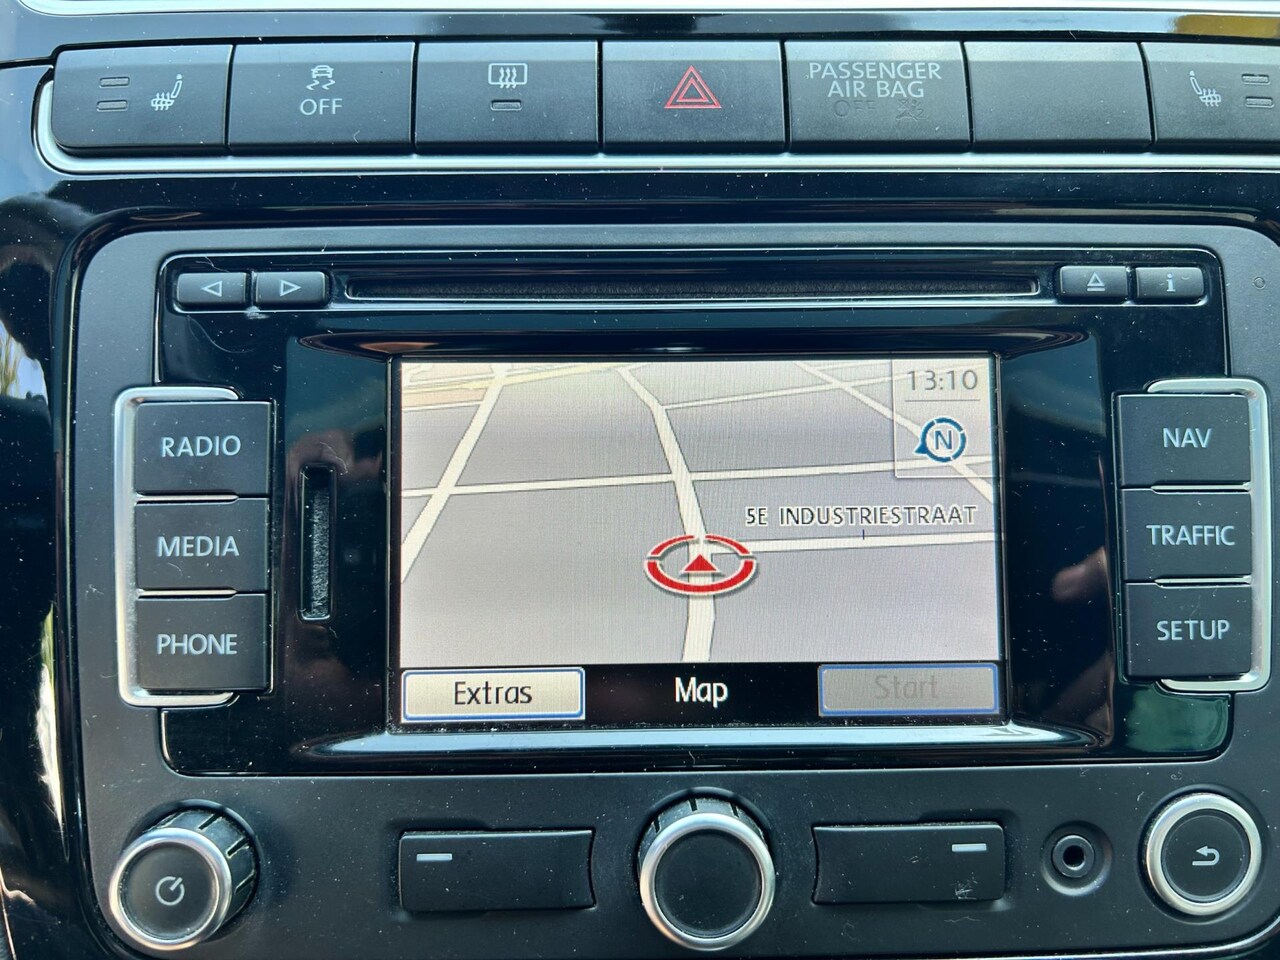 OFF
PASSENGER
AIR BAG
OFF
i
13:10
N
RADIO
NAV
5E INDUSTRIESTRAAT
MEDIA
TRAFFIC
PHONE
SETUP
Extras
Map
Start